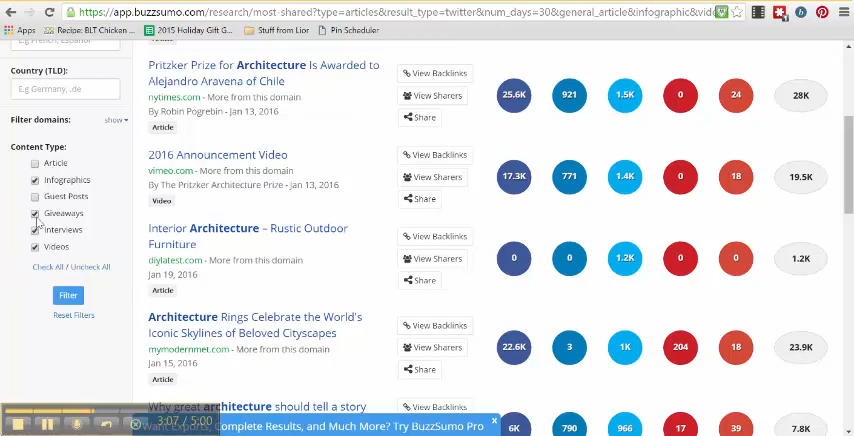 https://app.buzzsumo.com/research/most-shared?type=articles&result_type=twitter&num_days=30&general_article&infographic&vide
Apps
Recipe: BLT Chicken ...
2015 Holiday Gift G...
Stuff from Lior
Pin Scheduler
E.g French, Espanol
Country (TLD):
E.g Germany, .de
Filter domains:
show
Content Type:
Article
Infographics
Guest Posts
Giveaways
Interviews
Videos
Check All / Uncheck All
Filter
Reset Filters
Pritzker Prize for Architecture Is Awarded to
Alejandro Aravena of Chile
nytimes.com - More from this domain
By Robin Pogrebin - Jan 13, 2016
Article
View Backlinks
View Sharers
Share
25.6K
921
1.5K
0
24
28K
2016 Announcement Video
vimeo.com - More from this domain
By The Pritzker Architecture Prize - Jan 13, 2016
Video
View Backlinks
View Sharers
Share
17.3K
771
1.4K
0
18
19.5K
Interior Architecture – Rustic Outdoor
Furniture
diylatest.com - More from this domain
Jan 19, 2016
Article
View Backlinks
View Sharers
Share
0
0
1.2K
0
0
1.2K
Architecture Rings Celebrate the World's
Iconic Skylines of Beloved Cityscapes
mymodernmet.com - More from this domain
Jan 15, 2016
Article
View Backlinks
View Sharers
Share
22.6K
3
1K
204
18
23.9K
Why great architecture should tell a story
View Backlinks
6K
790
966
17
39
7.8K
Want Exports, Complete Results, and Much More? Try BuzzSumo Pro
x
3:07 / 5:00